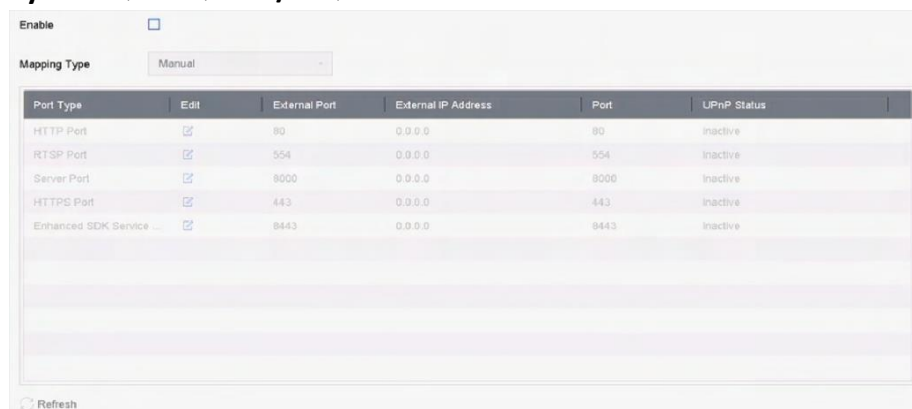 Enable
Mapping Type Manual
Port Type Edit External Port External IP Address Port UPnP Status
HTTP Port 80 0.0.0.0 80 Inactive
RTSP Port 554 0.0.0.0 554 Inactive
Server Port 8000 0.0.0.0 8000 Inactive
HTTPS Port 443 0.0.0.0 443 Inactive
Enhanced SDK Service ... 8443 0.0.0.0 8443 Inactive
Refresh